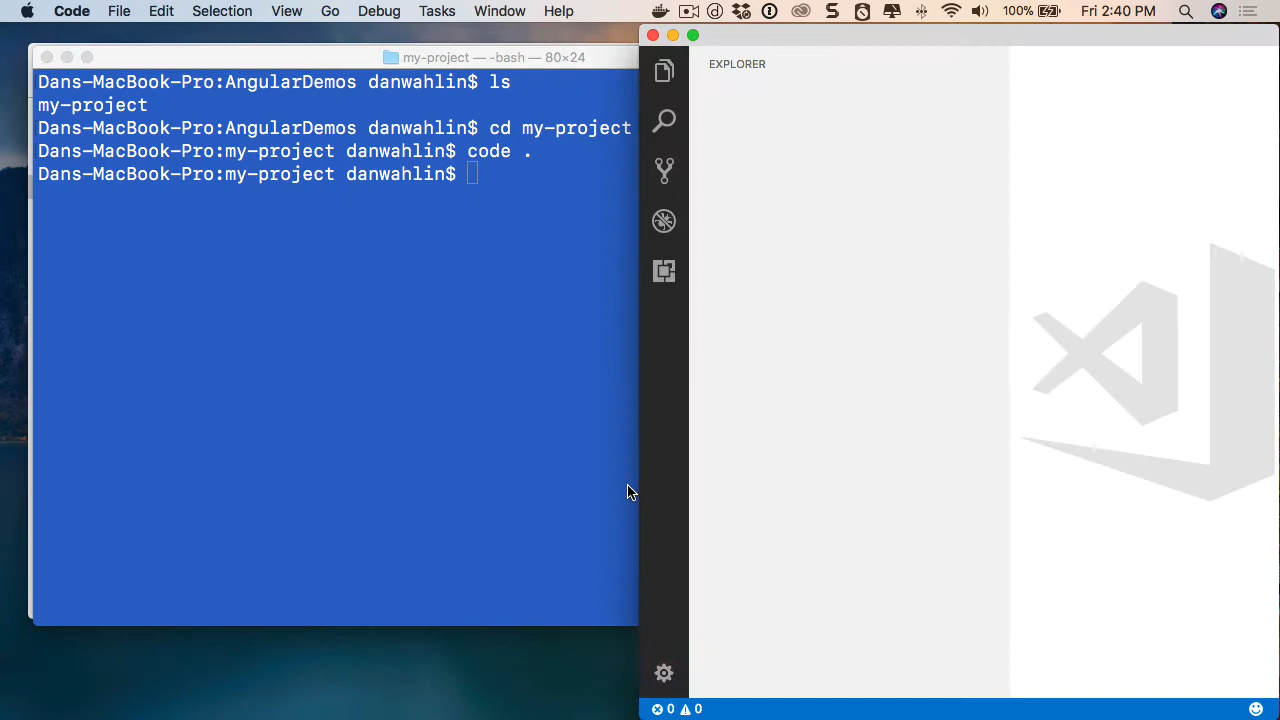 Code File Edit Selection View Go Debug Tasks Window Help 100% Fri 2:40 PM
my-project — -bash — 80×24
Dans-MacBook-Pro:AngularDemos danwahlin$ ls
my-project
Dans-MacBook-Pro:AngularDemos danwahlin$ cd my-project
Dans-MacBook-Pro:my-project danwahlin$ code .
Dans-MacBook-Pro:my-project danwahlin$
EXPLORER
0 0